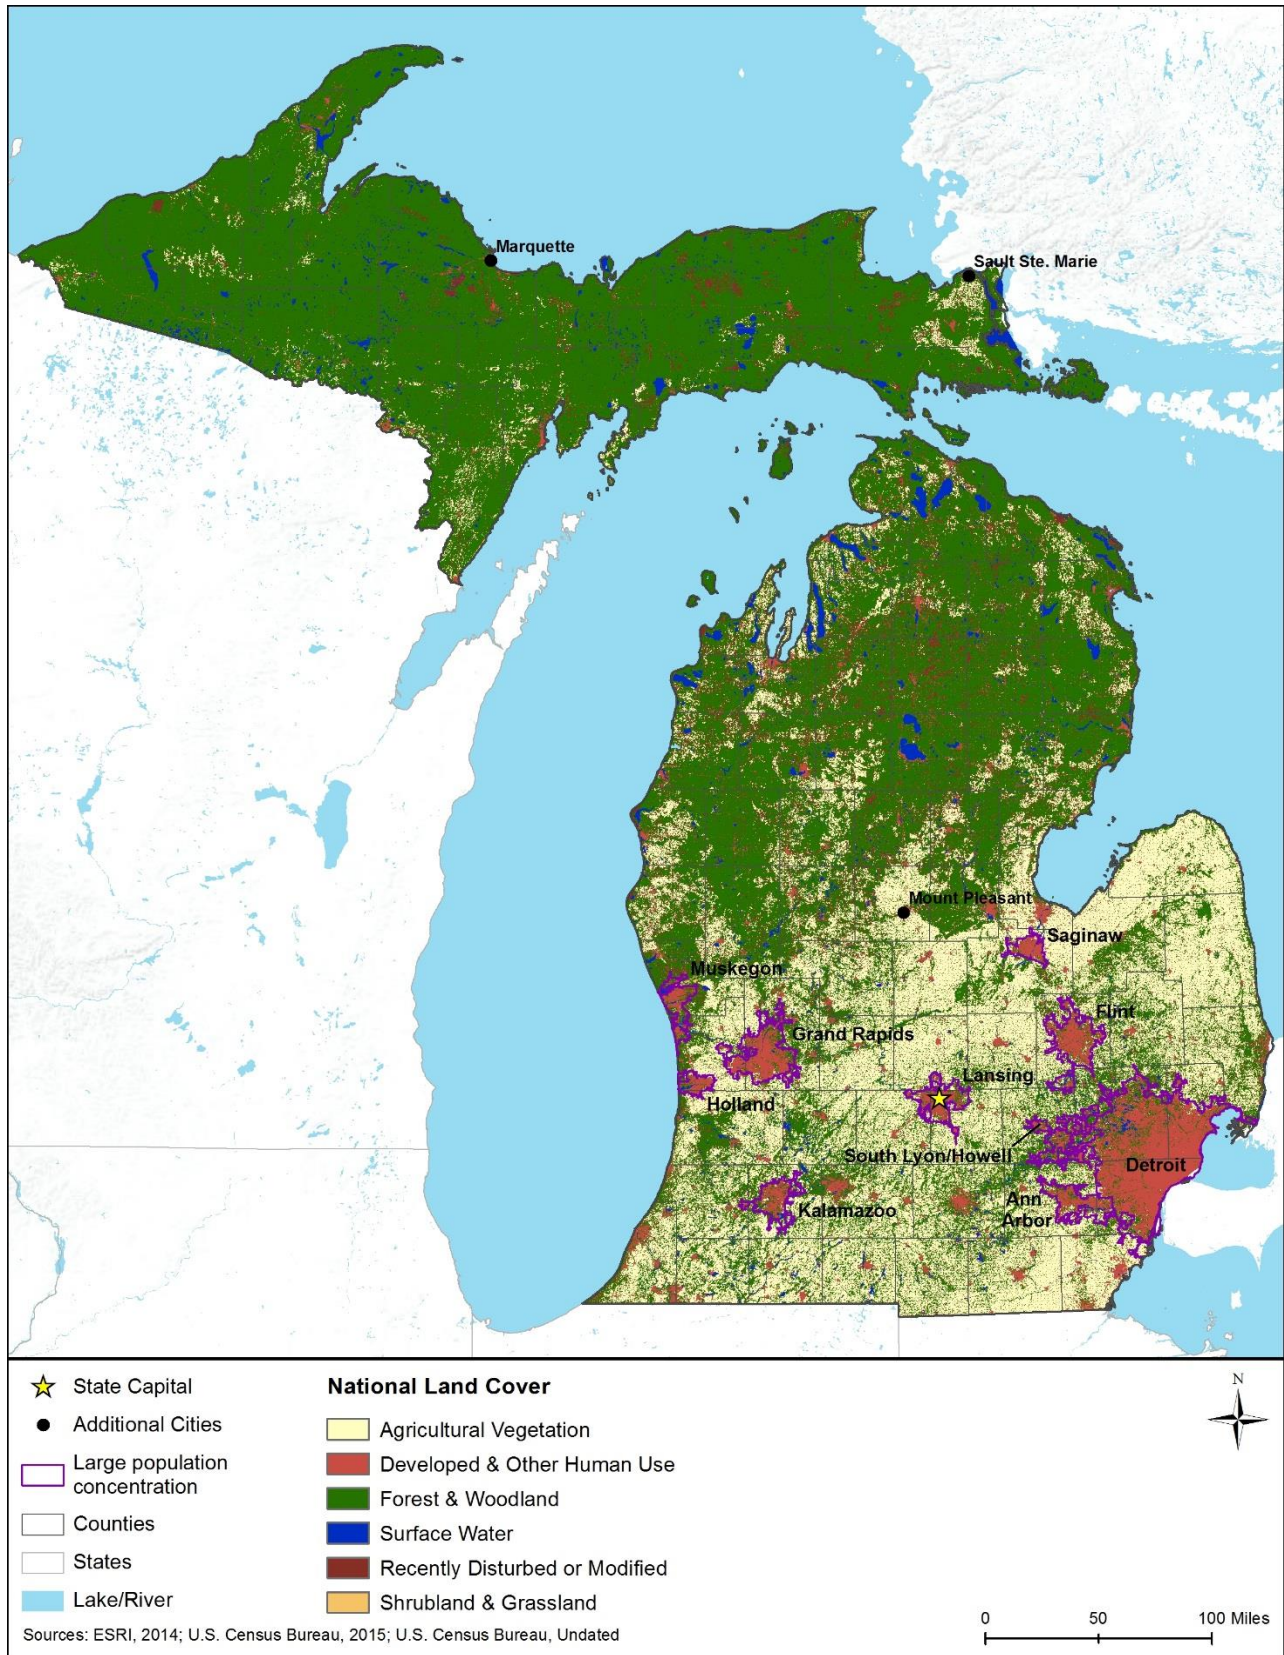 Marquette
Sault Ste. Marie
Mount Pleasant
Saginaw
Muskegon
Flint
Grand Rapids
Lansing
Holland
South Lyon/Howell
Detroit
Ann
Arbor
Kalamazoo
State Capital
Additional Cities
Large population
concentration
Counties
States
Lake/River
National Land Cover
Agricultural Vegetation
Developed & Other Human Use
Forest & Woodland
Surface Water
Recently Disturbed or Modified
Shrubland & Grassland
N
0 50 100 Miles
Sources: ESRI, 2014; U.S. Census Bureau, 2015; U.S. Census Bureau, Undated